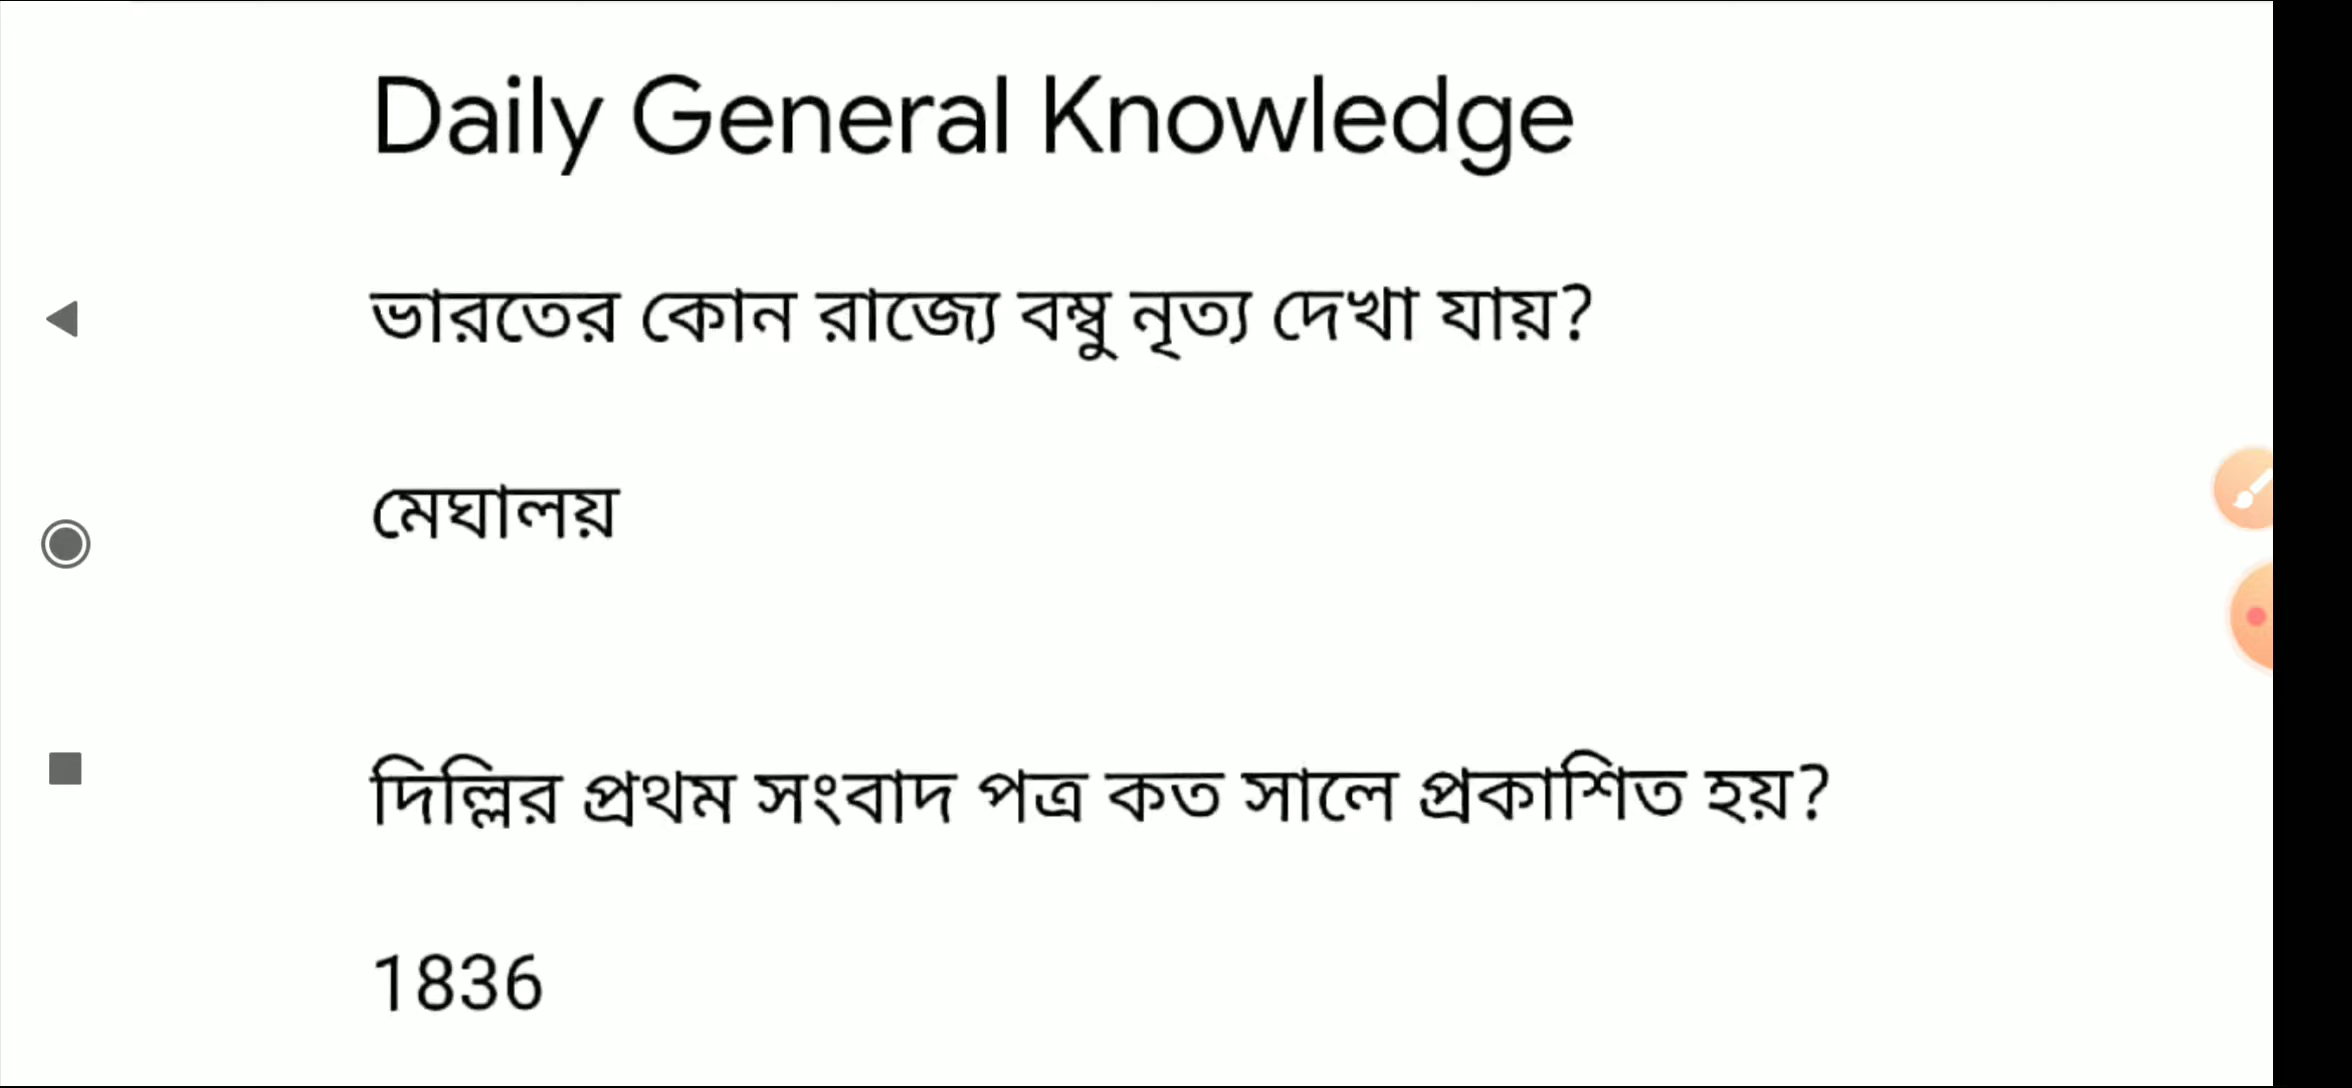 Daily General Knowledge
ভারতের কোন রাজ্যে বম্বু নৃত্য দেখা যায়?
মেঘালয়
দিল্লির প্রথম সংবাদ পত্র কত সালে প্রকাশিত হয়?
1836